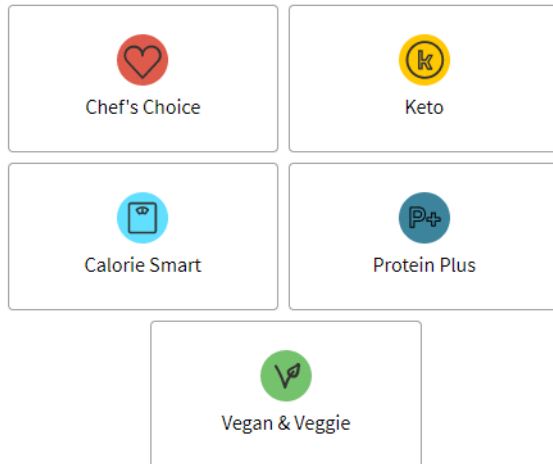 Chef's Choice
k
Keto
Calorie Smart
P+
Protein Plus
V
Vegan & Veggie